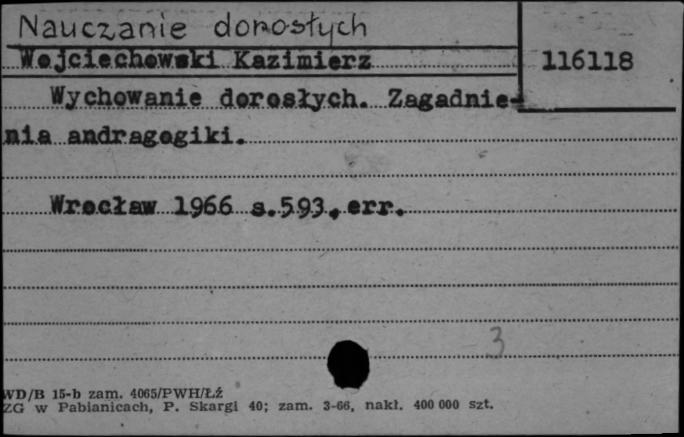 Nauczanie dorosłych
Wojciechowski Kazimierz
116118
Wychowanie dorosłych. Zagadnie-
nia andragogiki.
Wrocław 1966 s.593, err.
3
WD/B 15-b zam. 4065/PWH/Łź
ZG w Pabianicach, P. Skargi 40; zam. 3-66, nakł. 400 000 szt.